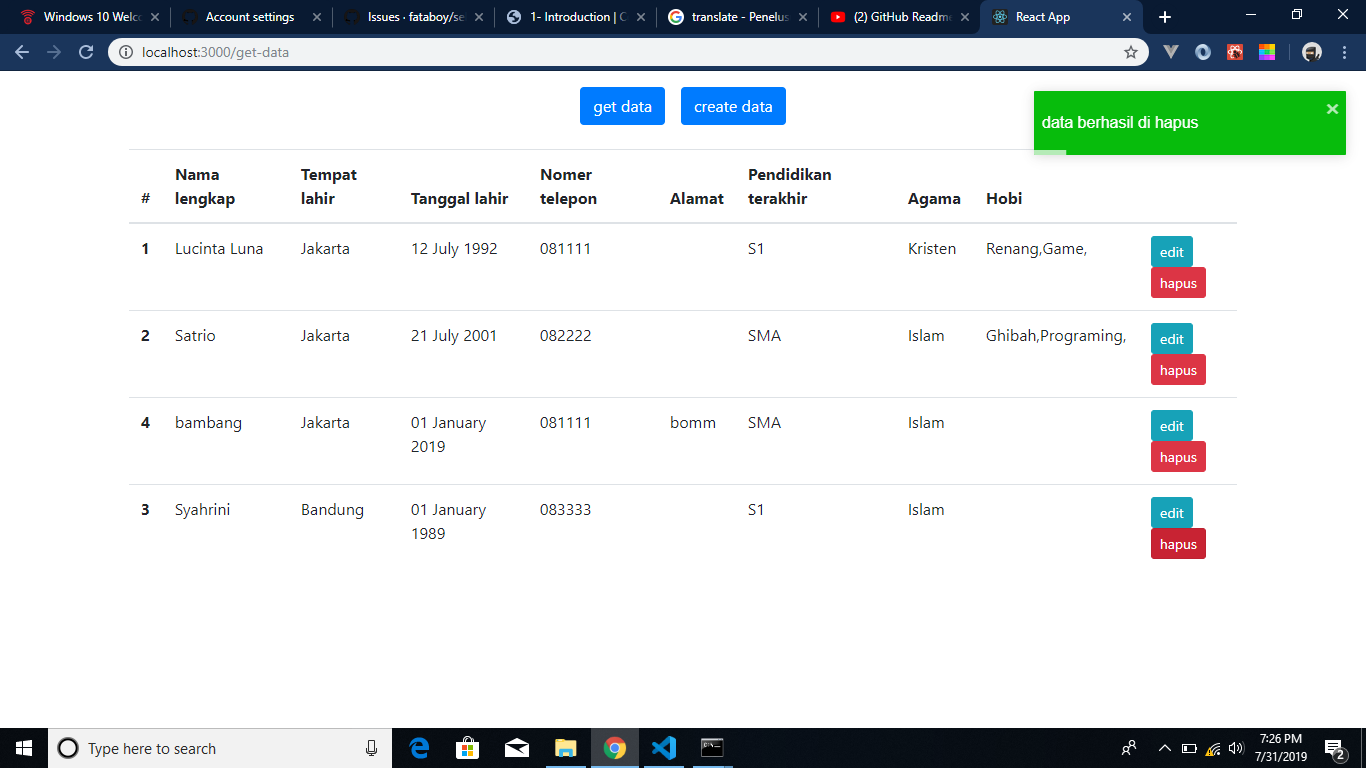 Windows 10 Welco
Account settings
Issues · fataboy/se
1- Introduction | C
translate - Penelus
(2) GitHub Readme
React App
localhost:3000/get-data
get data
create data
data berhasil di hapus
#
Nama lengkap
Tempat lahir
Tanggal lahir
Nomer telepon
Alamat
Pendidikan terakhir
Agama
Hobi
1 Lucinta Luna Jakarta 12 July 1992 081111 S1 Kristen Renang,Game,
edit
hapus
2 Satrio Jakarta 21 July 2001 082222 SMA Islam Ghibah,Programing,
edit
hapus
4 bambang Jakarta 01 January 2019 081111 bomm SMA Islam
edit
hapus
3 Syahrini Bandung 01 January 1989 083333 S1 Islam
edit
hapus
Type here to search
7:26 PM
7/31/2019
2